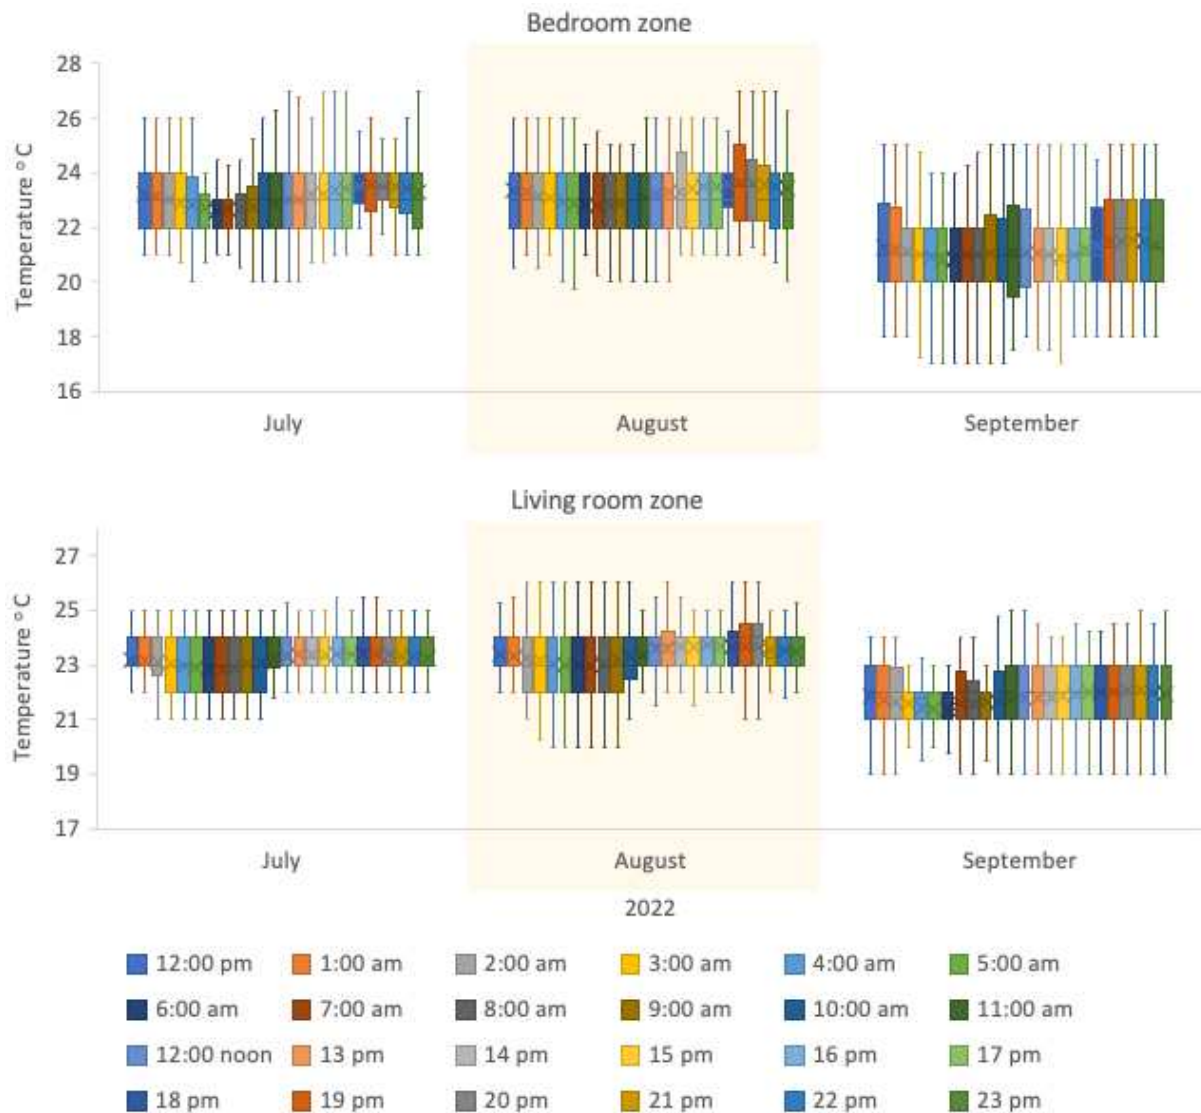 Bedroom zone
28
26
24
22
20
18
16
Temperature ° C
July August September
Living room zone
27
25
23
21
19
17
Temperature ° C
July August September
2022
12:00 pm 1:00 am 2:00 am 3:00 am 4:00 am 5:00 am
6:00 am 7:00 am 8:00 am 9:00 am 10:00 am 11:00 am
12:00 noon 13 pm 14 pm 15 pm 16 pm 17 pm
18 pm 19 pm 20 pm 21 pm 22 pm 23 pm